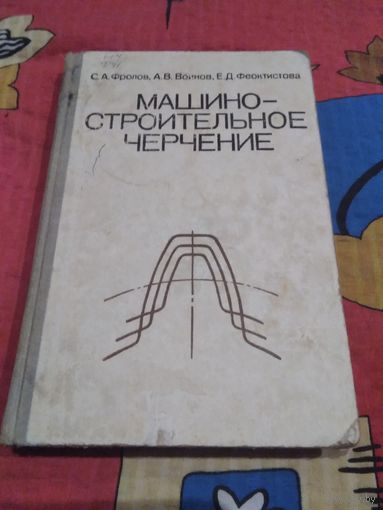 С. А. Фролов, А. В. Воинов, Е. Д. Феоктистова
МАШИНО-
СТРОИТЕЛЬНОЕ
ЧЕРЧЕНИЕ